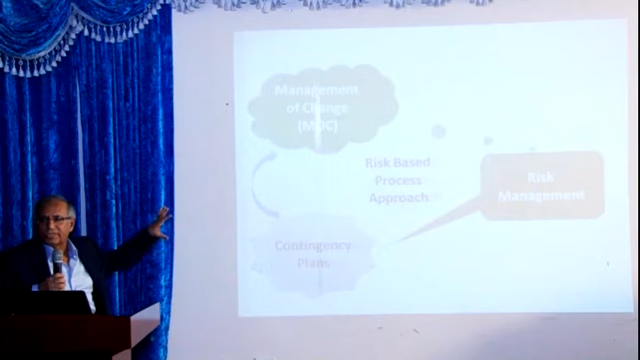 Management
of Change
(MOC)
Risk Based
Process
Approach
Risk
Management
Contingency
Plans